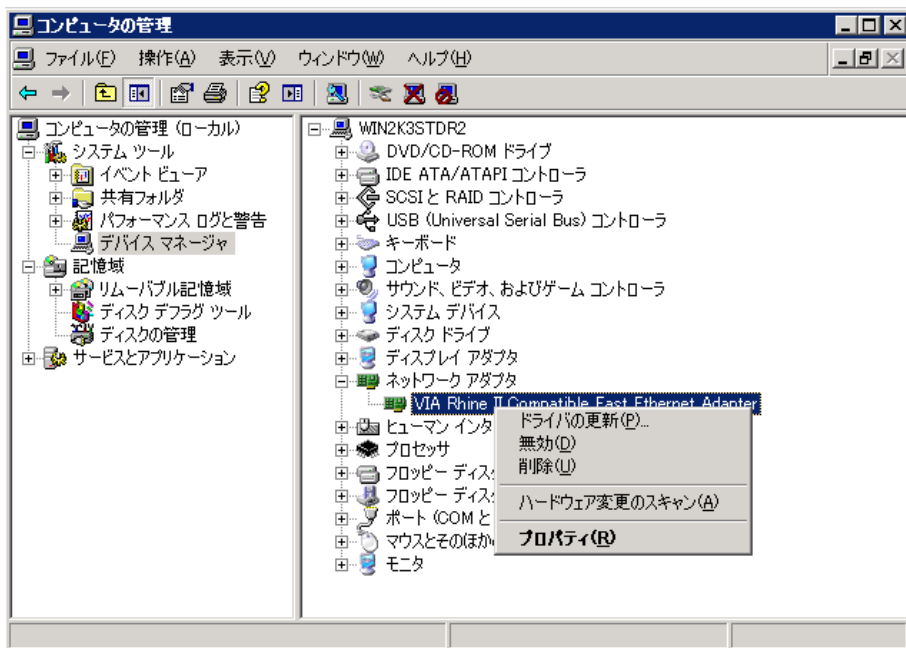 コンピュータの管理
ファイル(F) 操作(A) 表示(V) ウィンドウ(W) ヘルプ(H)
コンピュータの管理 (ローカル)
システム ツール
イベント ビューア
共有フォルダ
パフォーマンス ログと警告
デバイス マネージャ
記憶域
リムーバブル記憶域
ディスク デフラグ ツール
ディスクの管理
サービスとアプリケーション
WIN2K3STDR2
DVD/CD-ROM ドライブ
IDE ATA/ATAPI コントローラ
SCSI と RAID コントローラ
USB (Universal Serial Bus) コントローラ
キーボード
コンピュータ
サウンド、ビデオ、およびゲーム コントローラ
システム デバイス
ディスク ドライブ
ディスプレイ アダプタ
ネットワーク アダプタ
VIA Rhine II Compatible Fast Ethernet Adapter
ヒューマン インタ
プロセッサ
フロッピー ディス
フロッピー ディス
ポート (COM と
マウスとそのほか
モニタ
ドライバの更新(P)...
無効(D)
削除(U)
ハードウェア変更のスキャン(A)
プロパティ(R)